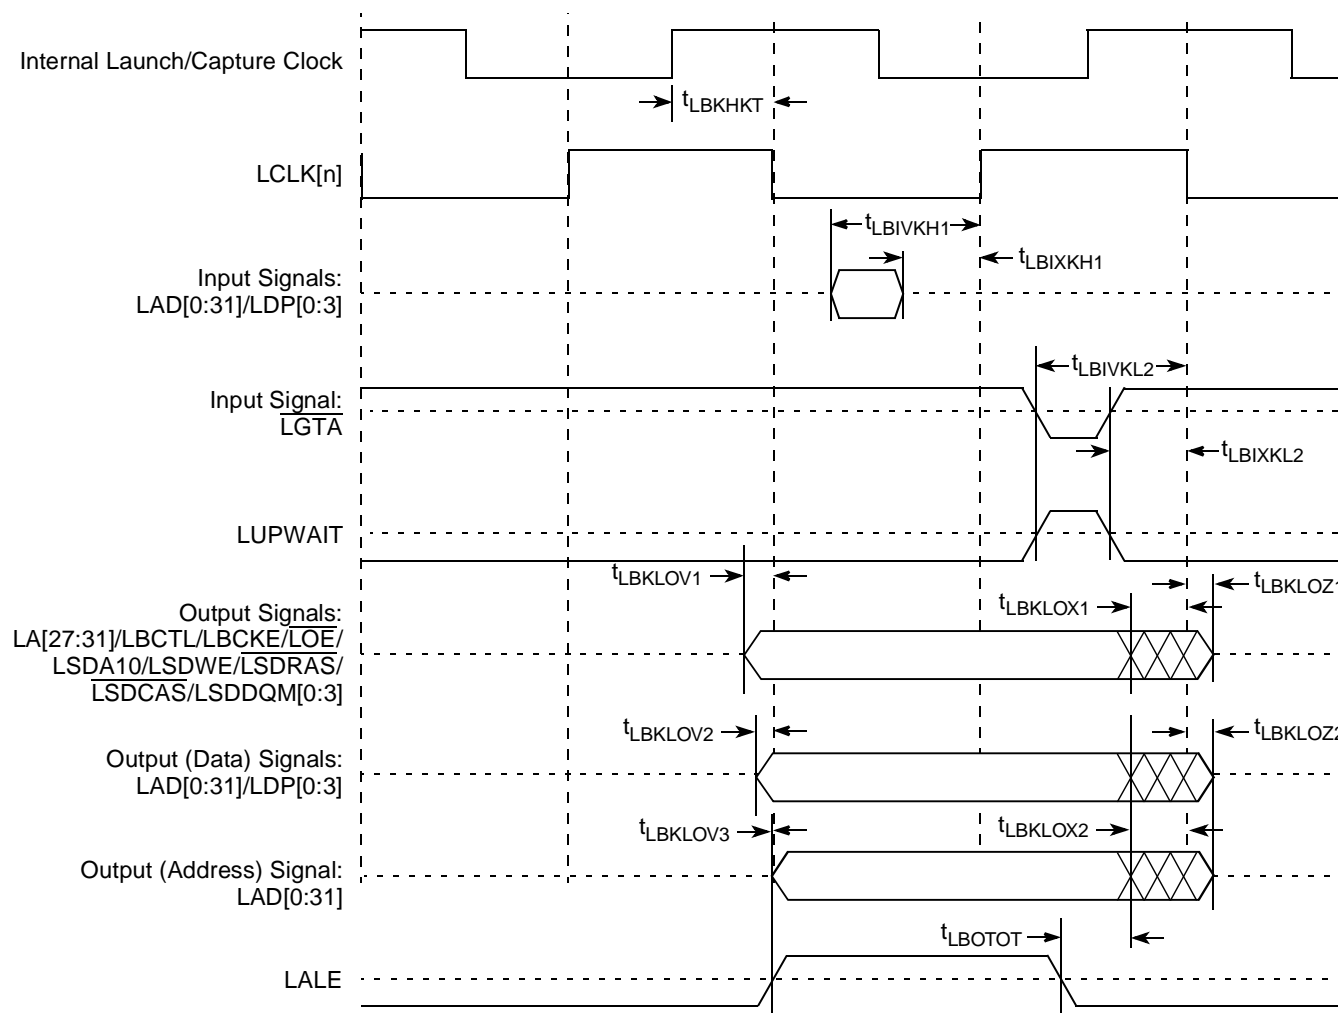 Internal Launch/Capture Clock
tLBKHKT
LCLK[n]
tLBIVKH1
tLBIXKH1
Input Signals:
LAD[0:31]/LDP[0:3]
tLBIVKL2
Input Signal:
LGTA
tLBIXKL2
LUPWAIT
tLBKLOV1
tLBKLOZ1
tLBKLOX1
Output Signals:
LA[27:31]/LBCTL/LBCKE/LOE/
LSDA10/LSDWE/LSDRAS/
LSDCAS/LSDDQM[0:3]
tLBKLOV2
tLBKLOZ2
Output (Data) Signals:
LAD[0:31]/LDP[0:3]
tLBKLOV3
tLBKLOX2
Output (Address) Signal:
LAD[0:31]
tLBOTOT
LALE